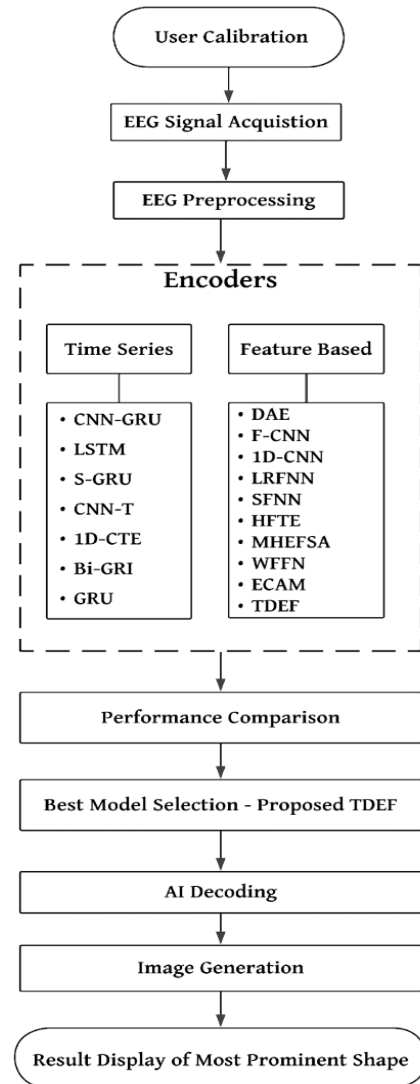 User Calibration
EEG Signal Acquistion
EEG Preprocessing
Encoders
Time Series
• CNN-GRU
• LSTM
• S-GRU
• CNN-T
• 1D-CTE
• Bi-GRI
• GRU
Feature Based
• DAE
• F-CNN
• 1D-CNN
• LRFNN
• SFNN
• HFTE
• MHEFSA
• WFFN
• ECAM
• TDEF
Performance Comparison
Best Model Selection - Proposed TDEF
AI Decoding
Image Generation
Result Display of Most Prominent Shape